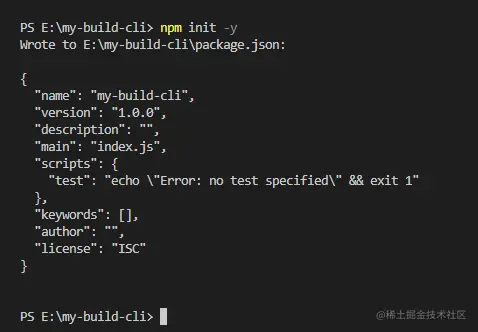 PS E:\my-build-cli> npm init -y
Wrote to E:\my-build-cli\package.json:
{
  "name": "my-build-cli",
  "version": "1.0.0",
  "description": "",
  "main": "index.js",
  "scripts": {
    "test": "echo \"Error: no test specified\" && exit 1"
  },
  "keywords": [],
  "author": "",
  "license": "ISC"
}
PS E:\my-build-cli>
@稀土掘金技术社区